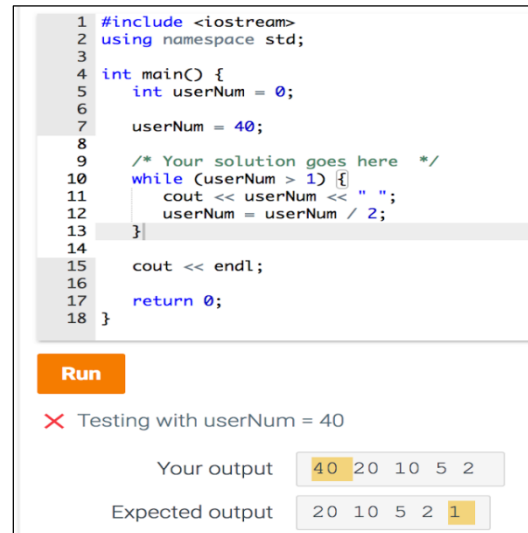 1 #include <iostream>
2 using namespace std;
3
4 int main() {
5    int userNum = 0;
6
7    userNum = 40;
8
9    /* Your solution goes here  */
10    while (userNum > 1) {
11       cout << userNum << " ";
12       userNum = userNum / 2;
13    }
14
15    cout << endl;
16
17    return 0;
18 }
Run
Testing with userNum = 40
Your output 40 20 10 5 2
Expected output 20 10 5 2 1